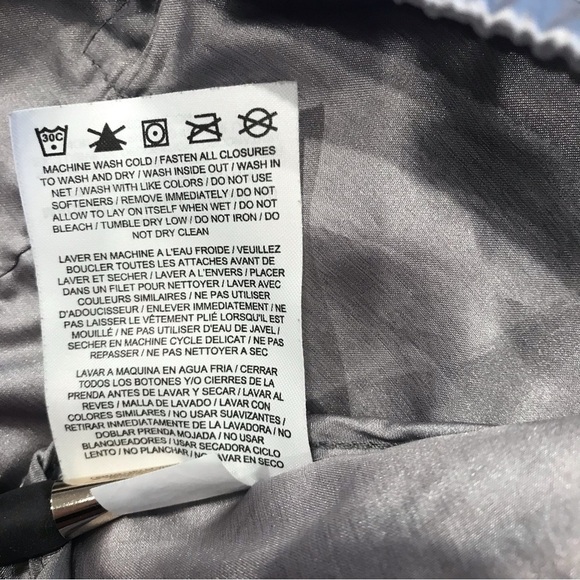 30C
MACHINE WASH COLD / FASTEN ALL CLOSURES
TO WASH AND DRY / WASH INSIDE OUT / WASH IN
NET / WASH WITH LIKE COLORS / DO NOT USE
SOFTENERS / REMOVE IMMEDIATELY / DO NOT
ALLOW TO LAY ON ITSELF WHEN WET / DO NOT
BLEACH / TUMBLE DRY LOW / DO NOT IRON / DO
NOT DRY CLEAN
LAVER EN MACHINE A L'EAU FROIDE / VEUILLEZ
BOUCLER TOUTES LES ATTACHES AVANT DE
LAVER ET SECHER / LAVER A L'ENVERS / PLACER
DANS UN FILET POUR NETTOYER / LAVER AVEC
COULEURS SIMILAIRES / NE PAS UTILISER
D'ADOUCISSEUR / ENLEVER IMMEDIATEMENT / NE
PAS LAISSER LE VÊTEMENT PLIÉ LORSQU'IL EST
MOUILLÉ / NE PAS UTILISER D'EAU DE JAVEL /
SECHER EN MACHINE CYCLE DELICAT / NE PAS
REPASSER / NE PAS NETTOYER A SEC
LAVAR A MAQUINA EN AGUA FRIA / CERRAR
TODOS LOS BOTONES Y/O CIERRES DE LA
PRENDA ANTES DE LAVAR Y SECAR / LAVAR AL
REVES / MALLA DE LAVADO / LAVAR CON
COLORES SIMILARES / NO USAR SUAVIZANTES /
RETIRAR IMMEDIATAMENTE DE LA LAVADORA / NO
DOBLAR PRENDA MOJADA / NO USAR
BLANQUEADORES / USAR SECADORA CICLO
LENTO / NO PLANCHAR / NO LAVAR EN SECO